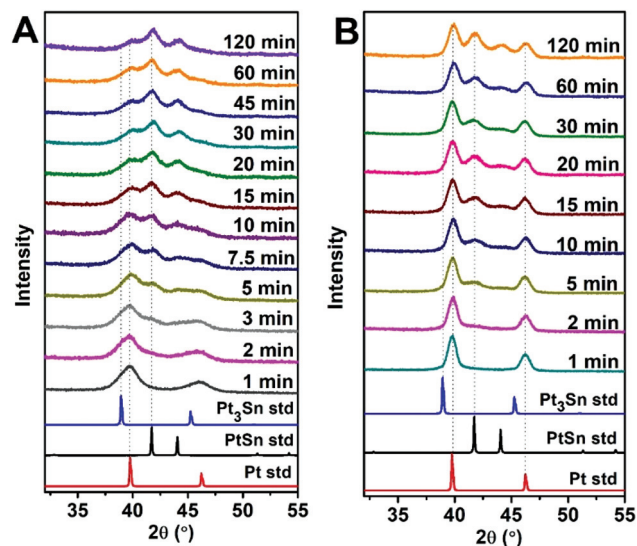 A
120 min
60 min
45 min
30 min
20 min
15 min
10 min
7.5 min
5 min
3 min
2 min
1 min
Pt₃Sn std
PtSn std
Pt std
Intensity
35 40 45 50 55
2θ (°)
B
120 min
60 min
30 min
20 min
15 min
10 min
5 min
2 min
1 min
Pt₃Sn std
PtSn std
Pt std
Intensity
35 40 45 50 55
2θ (°)